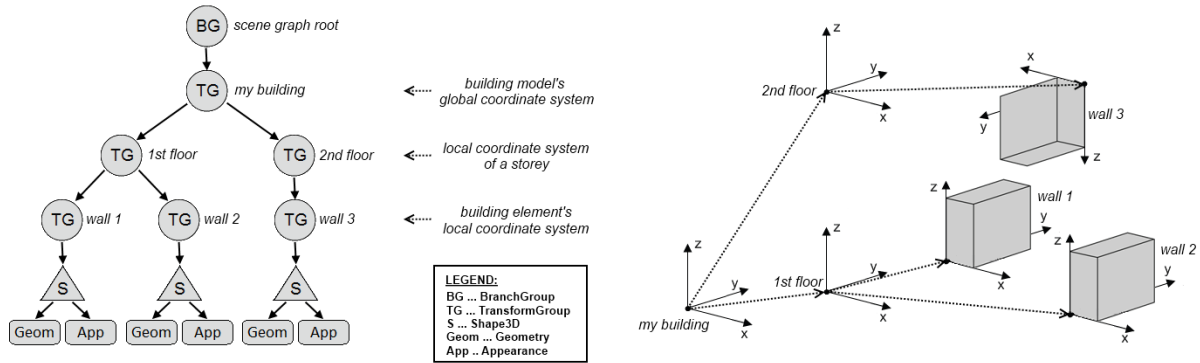 BG scene graph root
TG my building
building model's
global coordinate system
TG 1st floor
TG 2nd floor
local coordinate system
of a storey
TG wall 1
TG wall 2
TG wall 3
building element's
local coordinate system
S
S
S
Geom
App
Geom
App
Geom
App
LEGEND:
BG ... BranchGroup
TG ... TransformGroup
S ... Shape3D
Geom ... Geometry
App .. Appearance
z
y
x
2nd floor
x
y
z
wall 3
z
y
x
my building
z
y
x
1st floor
z
y
x
wall 1
z
y
x
wall 2